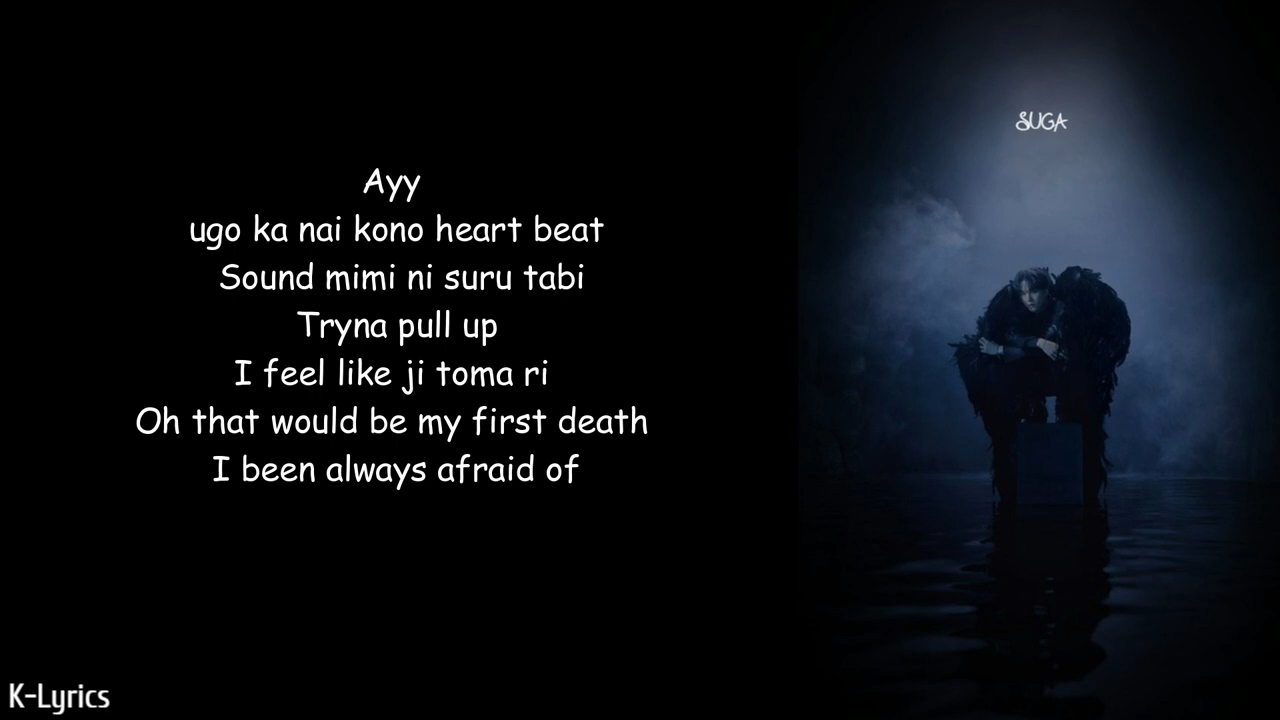 Ayy
ugo ka nai kono heart beat
Sound mimi ni suru tabi
Tryna pull up
I feel like ji toma ri
Oh that would be my first death
I been always afraid of
SUGA
K-Lyrics